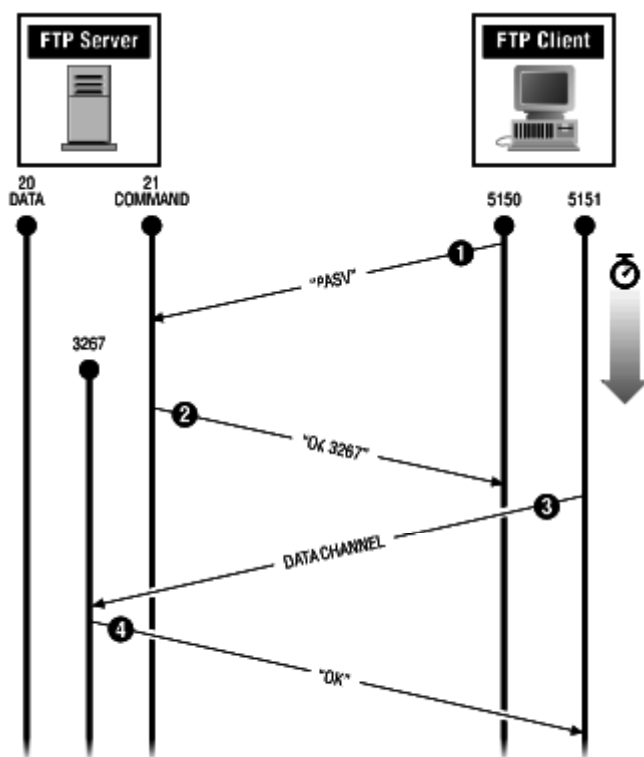 FTP Server
FTP Client
20
DATA
21
COMMAND
5150
5151
1
"PASV"
3267
2
"OK 3267"
3
DATA CHANNEL
4
"OK"